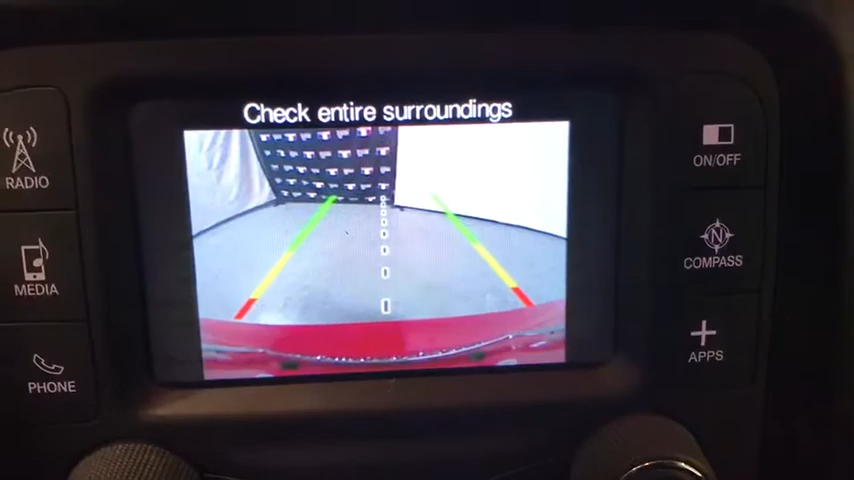 Check entire surroundings
RADIO
MEDIA
PHONE
ON/OFF
N
COMPASS
APPS